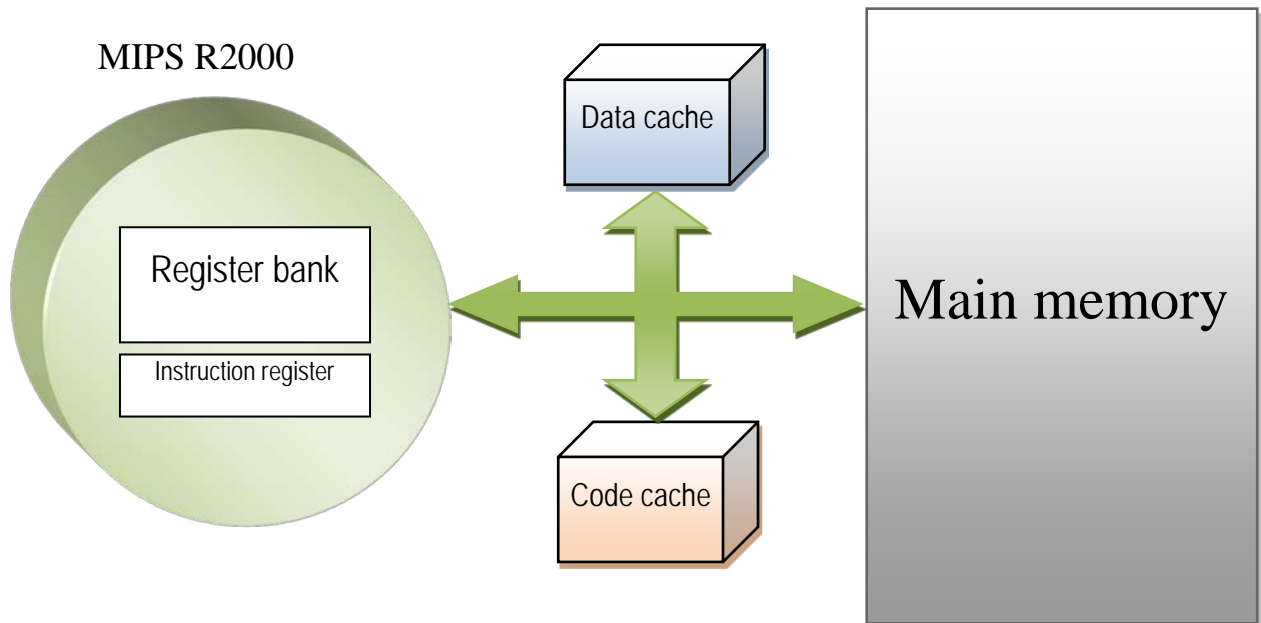 MIPS R2000
Register bank
Instruction register
Data cache
Code cache
Main memory